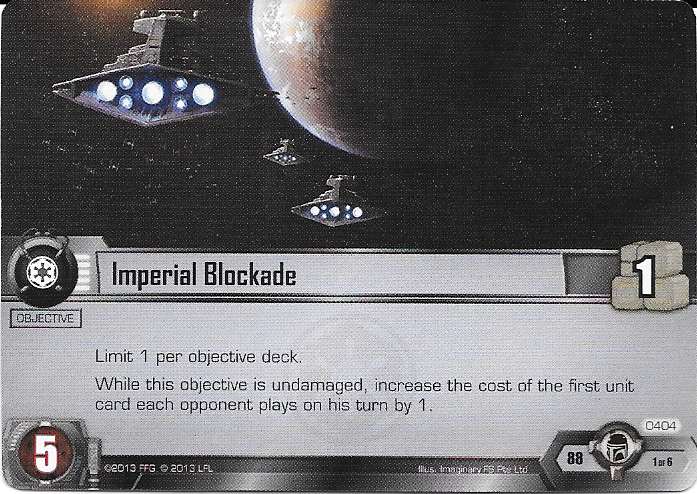 Imperial Blockade
1
OBJECTIVE
Limit 1 per objective deck.
While this objective is undamaged, increase the cost of the first unit
card each opponent plays on his turn by 1.
5
0404
88
1 OF 6
©2013 FFG © 2013 LFL
Illus. Imaginary FS Pte Ltd